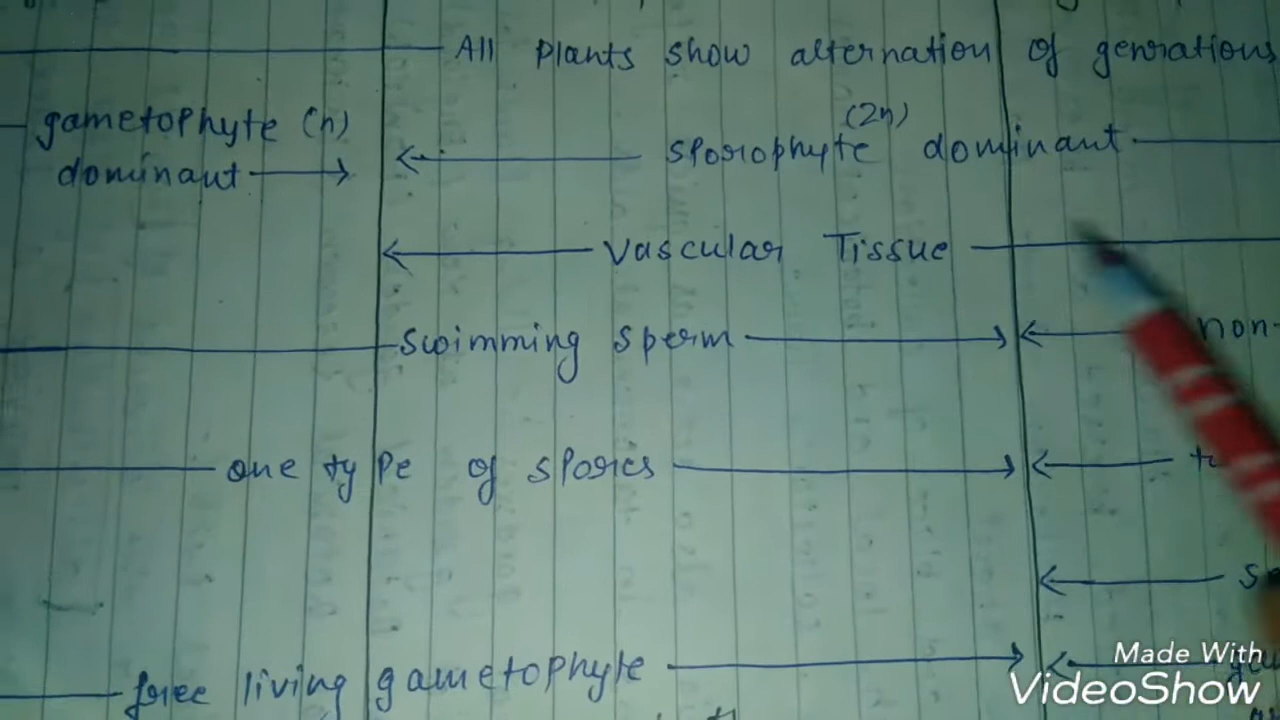 All Plants show alternation of genrations
gametophyte (n)
dominant
(2n)
sporophyte dominant
Vascular Tissue
swimming sperm
non-
one type of spores
free living gametophyte
Made With
VideoShow